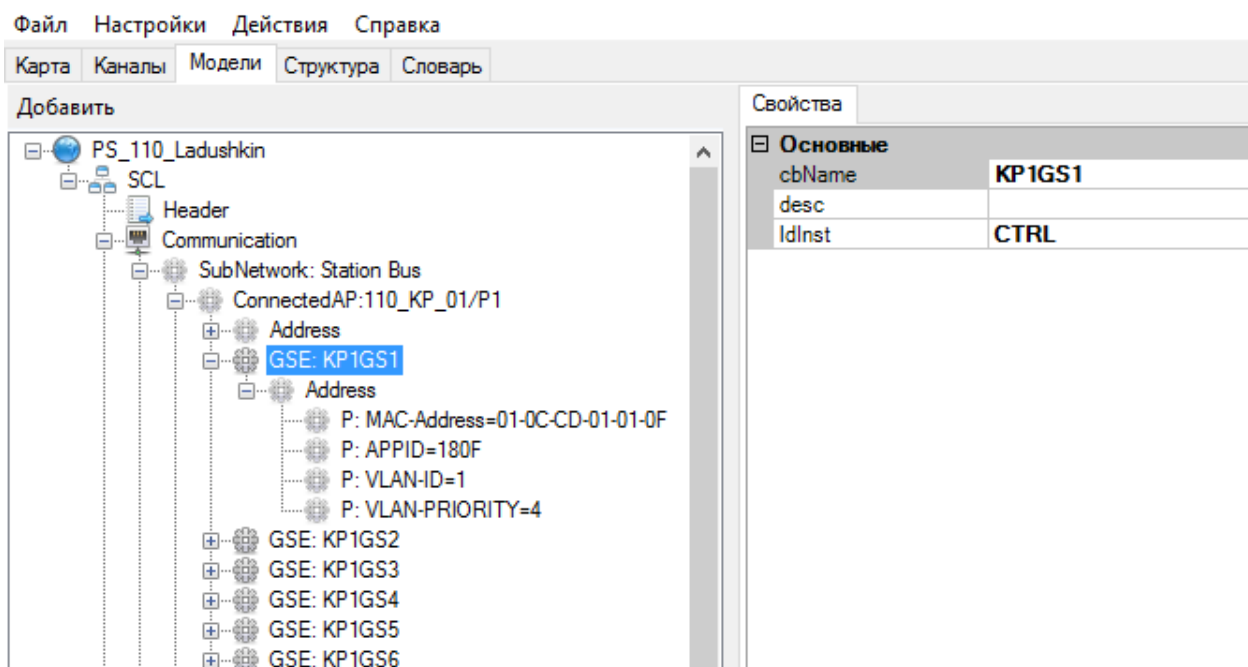 Файл Настройки Действия Справка
Карта Каналы Модели Структура Словарь
Добавить
PS_110_Ladushkin
SCL
Header
Communication
SubNetwork: Station Bus
ConnectedAP:110_KP_01/P1
Address
GSE: KP1GS1
Address
P: MAC-Address=01-0C-CD-01-01-0F
P: APPID=180F
P: VLAN-ID=1
P: VLAN-PRIORITY=4
GSE: KP1GS2
GSE: KP1GS3
GSE: KP1GS4
GSE: KP1GS5
GSE: KP1GS6
Свойства
Основные
cbName KP1GS1
desc
ldInst CTRL